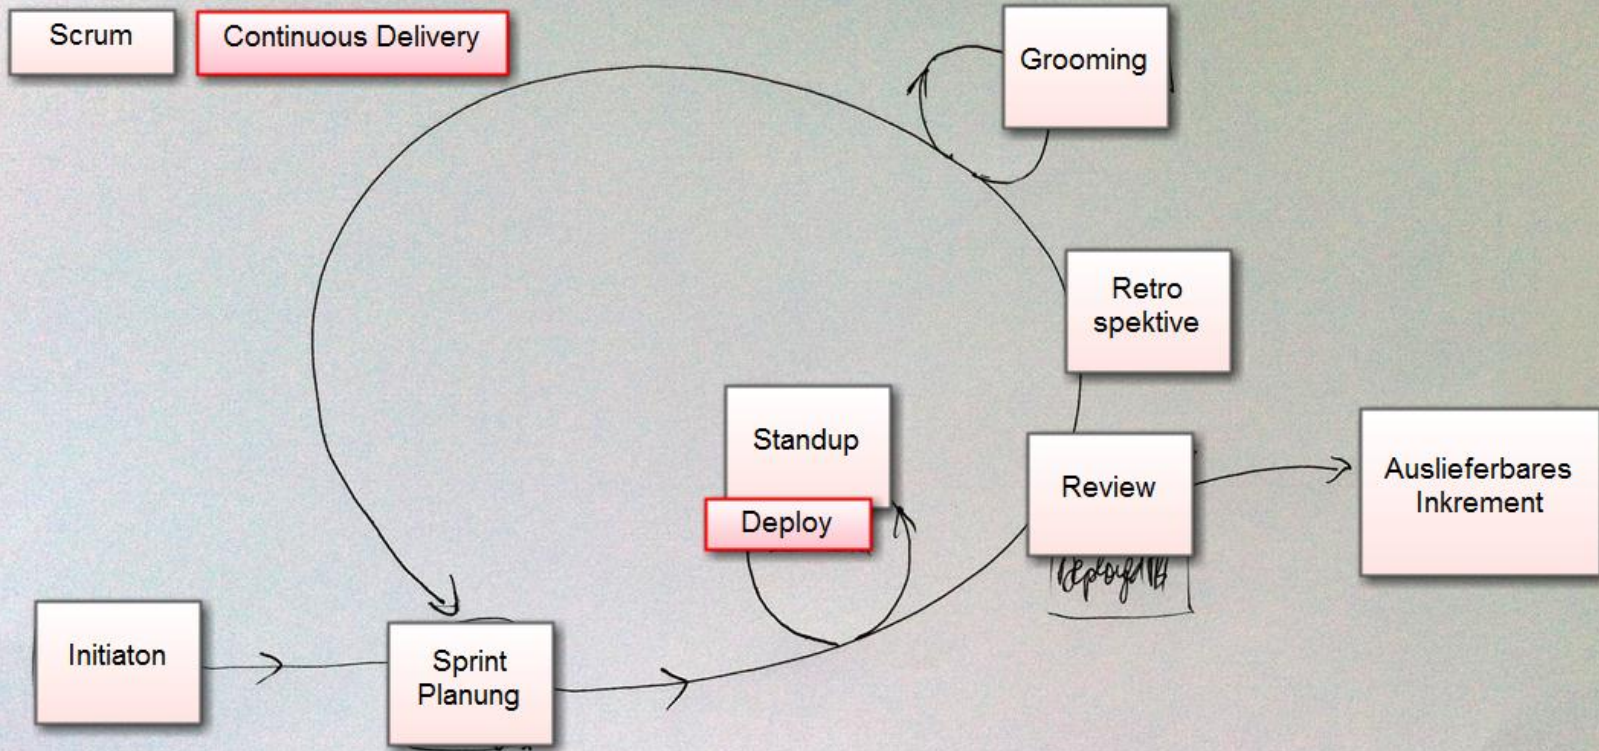 Scrum
Continuous Delivery
Grooming
Retro
spektive
Standup
Deploy
Review
Auslieferbares
Inkrement
Initiaton
Sprint
Planung